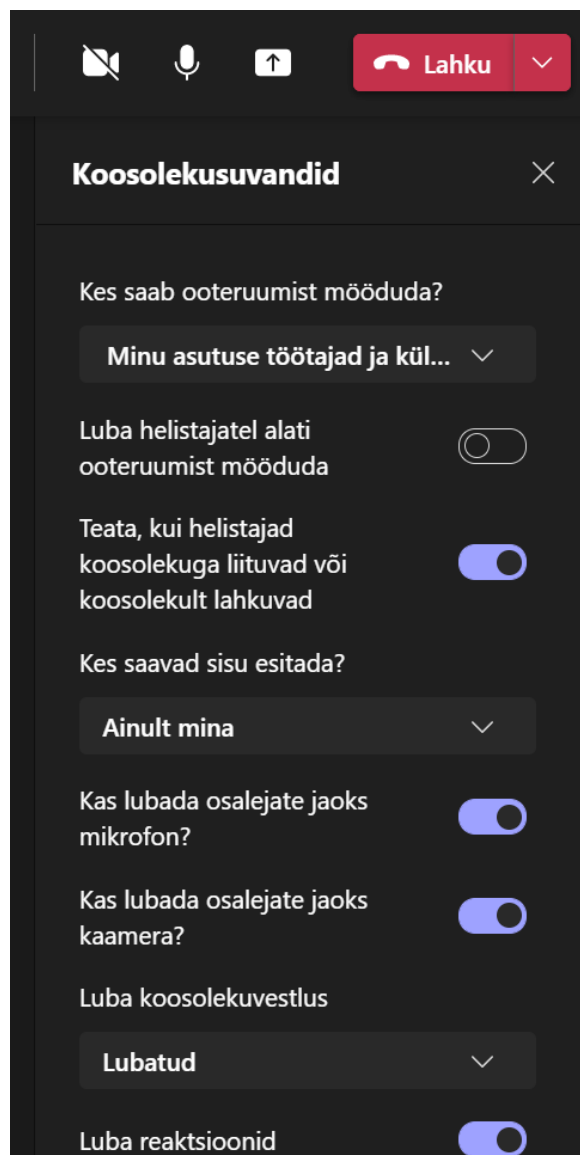 Lahku
Koosolekusuvandid
Kes saab ooteruumist mööduda?
Minu asutuse töötajad ja kül...
Luba helistajatel alati
ooteruumist mööduda
Teata, kui helistajad
koosolekuga liituvad või
koosolekult lahkuvad
Kes saavad sisu esitada?
Ainult mina
Kas lubada osalejate jaoks
mikrofon?
Kas lubada osalejate jaoks
kaamera?
Luba koosolekuvestlus
Lubatud
Luba reaktsioonid